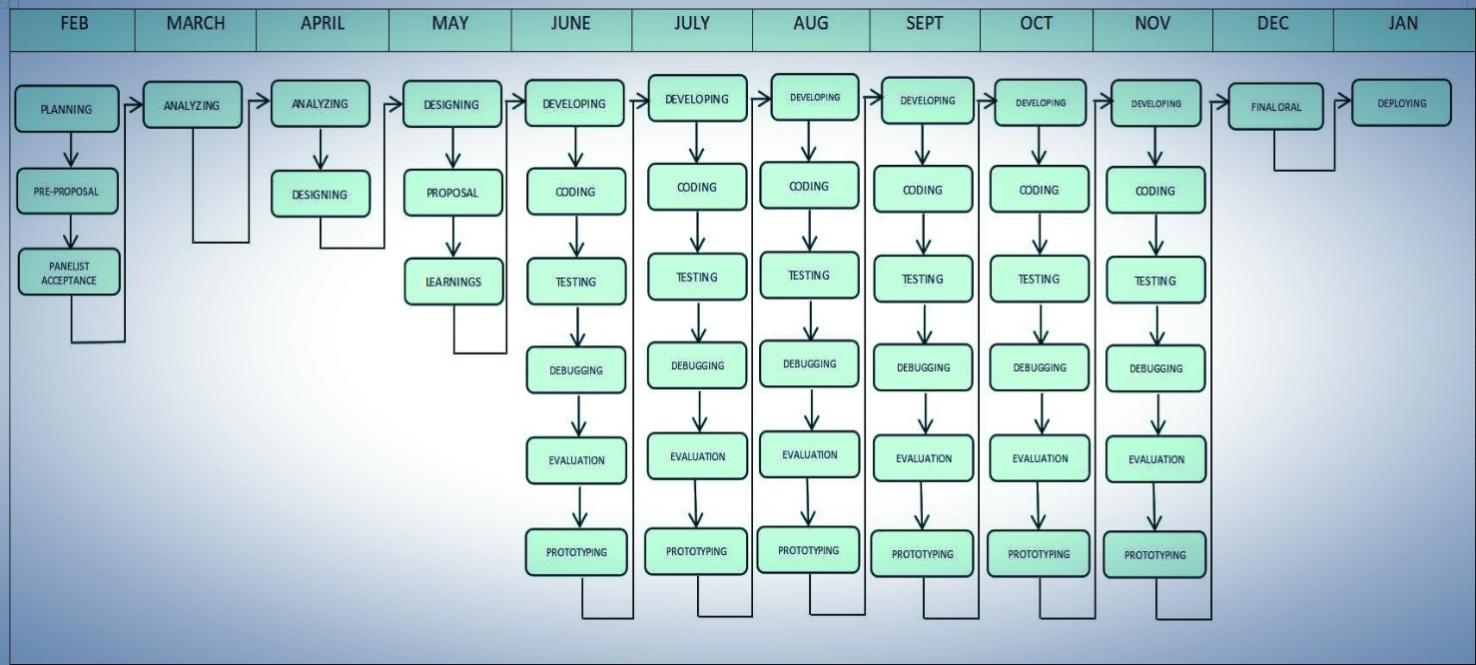 FEB
MARCH
APRIL
MAY
JUNE
JULY
AUG
SEPT
OCT
NOV
DEC
JAN
PLANNING
PRE-PROPOSAL
PANELIST
ACCEPTANCE
ANALYZING
ANALYZING
DESIGNING
DESIGNING
PROPOSAL
LEARNINGS
DEVELOPING
CODING
TESTING
DEBUGGING
EVALUATION
PROTOTYPING
DEVELOPING
CODING
TESTING
DEBUGGING
EVALUATION
PROTOTYPING
DEVELOPING
CODING
TESTING
DEBUGGING
EVALUATION
PROTOTYPING
DEVELOPING
CODING
TESTING
DEBUGGING
EVALUATION
PROTOTYPING
DEVELOPING
CODING
TESTING
DEBUGGING
EVALUATION
PROTOTYPING
DEVELOPING
CODING
TESTING
DEBUGGING
EVALUATION
PROTOTYPING
FINAL ORAL
DEPLOYING